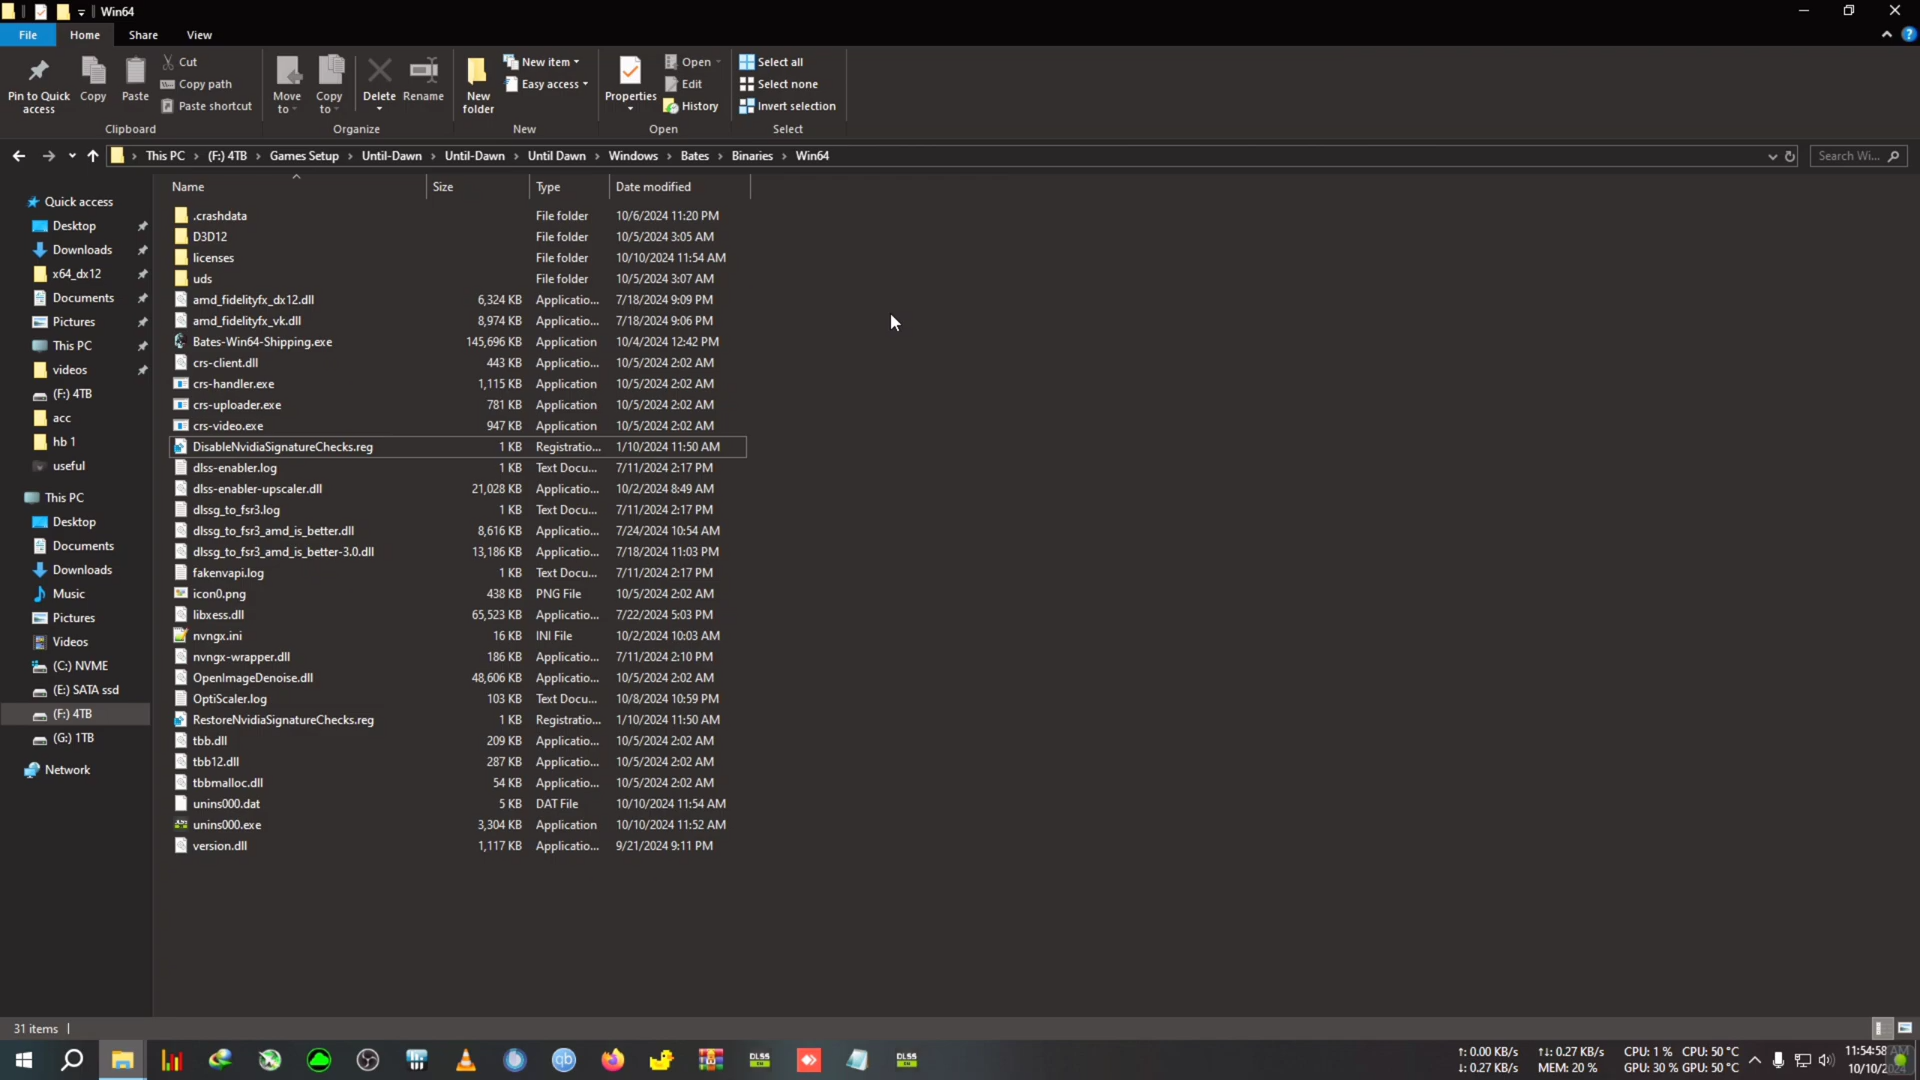 Win64
File
Home
Share
View
Pin to Quick access
Copy
Paste
Cut
Copy path
Paste shortcut
Clipboard
Move to
Copy to
Delete
Rename
Organize
New folder
New item
Easy access
New
Properties
Open
Edit
History
Open
Select all
Select none
Invert selection
Select
This PC › (F:) 4TB › Games Setup › Until-Dawn › Until-Dawn › Until Dawn › Windows › Bates › Binaries › Win64
Search Wi...
Quick access
Desktop
Downloads
x64_dx12
Documents
Pictures
This PC
videos
(F:) 4TB
acc
hb 1
useful
This PC
Desktop
Documents
Downloads
Music
Pictures
Videos
(C:) NVME
(E:) SATA ssd
(F:) 4TB
(G:) 1TB
Network
Name Size Type Date modified
.crashdata File folder 10/6/2024 11:20 PM
D3D12 File folder 10/5/2024 3:05 AM
licenses File folder 10/10/2024 11:54 AM
uds File folder 10/5/2024 3:07 AM
amd_fidelityfx_dx12.dll 6,324 KB Applicatio... 7/18/2024 9:09 PM
amd_fidelityfx_vk.dll 8,974 KB Applicatio... 7/18/2024 9:06 PM
Bates-Win64-Shipping.exe 145,696 KB Application 10/4/2024 12:42 PM
crs-client.dll 443 KB Applicatio... 10/5/2024 2:02 AM
crs-handler.exe 1,115 KB Application 10/5/2024 2:02 AM
crs-uploader.exe 781 KB Application 10/5/2024 2:02 AM
crs-video.exe 947 KB Application 10/5/2024 2:02 AM
DisableNvidiaSignatureChecks.reg 1 KB Registratio... 1/10/2024 11:50 AM
dlss-enabler.log 1 KB Text Docu... 7/11/2024 2:17 PM
dlss-enabler-upscaler.dll 21,028 KB Applicatio... 10/2/2024 8:49 AM
dlssg_to_fsr3.log 1 KB Text Docu... 7/11/2024 2:17 PM
dlssg_to_fsr3_amd_is_better.dll 8,616 KB Applicatio... 7/24/2024 10:54 AM
dlssg_to_fsr3_amd_is_better-3.0.dll 13,186 KB Applicatio... 7/18/2024 11:03 PM
fakenvapi.log 1 KB Text Docu... 7/11/2024 2:17 PM
icon0.png 438 KB PNG File 10/5/2024 2:02 AM
libxess.dll 65,523 KB Applicatio... 7/22/2024 5:03 PM
nvngx.ini 16 KB INI File 10/2/2024 10:03 AM
nvngx-wrapper.dll 186 KB Applicatio... 7/11/2024 2:10 PM
OpenImageDenoise.dll 48,606 KB Applicatio... 10/5/2024 2:02 AM
OptiScaler.log 103 KB Text Docu... 10/8/2024 10:59 PM
RestoreNvidiaSignatureChecks.reg 1 KB Registratio... 1/10/2024 11:50 AM
tbb.dll 209 KB Applicatio... 10/5/2024 2:02 AM
tbb12.dll 287 KB Applicatio... 10/5/2024 2:02 AM
tbbmalloc.dll 54 KB Applicatio... 10/5/2024 2:02 AM
unins000.dat 5 KB DAT File 10/10/2024 11:54 AM
unins000.exe 3,304 KB Application 10/10/2024 11:52 AM
version.dll 1,117 KB Applicatio... 9/21/2024 9:11 PM
31 items
qb
DLSS
DLSS
↑: 0.00 KB/s ↑↓: 0.27 KB/s CPU: 1 % CPU: 50 °C
↓: 0.27 KB/s MEM: 20 % GPU: 30 % GPU: 50 °C
11:54:58 AM